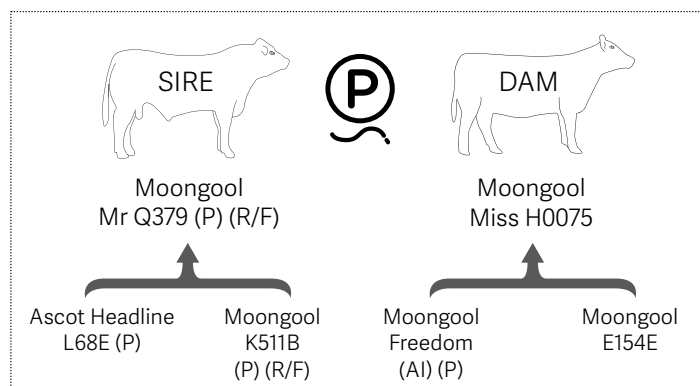 SIRE
P
DAM
Moongool
Mr Q379 (P) (R/F)
Moongool
Miss H0075
Ascot Headline
L68E (P)
Moongool
K511B
(P) (R/F)
Moongool
Freedom
(AI) (P)
Moongool
E154E